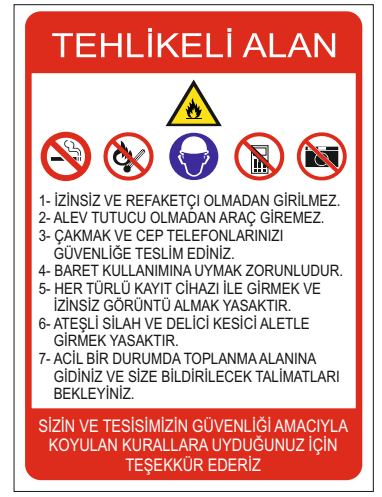 TEHLİKELİ ALAN
1- İZİNSİZ VE REFAKETÇI OLMADAN GİRİLMEZ.
2- ALEV TUTUCU OLMADAN ARAÇ GİREMEZ.
3- ÇAKMAK VE CEP TELEFONLARINIZI
GÜVENLİĞE TESLİM EDİNİZ.
4- BARET KULLANIMINA UYMAK ZORUNLUDUR.
5- HER TÜRLÜ KAYIT CİHAZI İLE GİRMEK VE
İZİNSİZ GÖRÜNTÜ ALMAK YASAKTIR.
6- ATEŞLİ SİLAH VE DELİCİ KESİCİ ALETLE
GİRMEK YASAKTIR.
7- ACİL BİR DURUMDA TOPLANMA ALANINA
GİDİNİZ VE SİZE BİLDİRİLECEK TALİMATLARI
BEKLEYİNİZ.
SİZİN VE TESİSİMİZİN GÜVENLİĞİ AMACIYLA
KOYULAN KURALLARA UYDUĞUNUZ İÇİN
TEŞEKKÜR EDERİZ